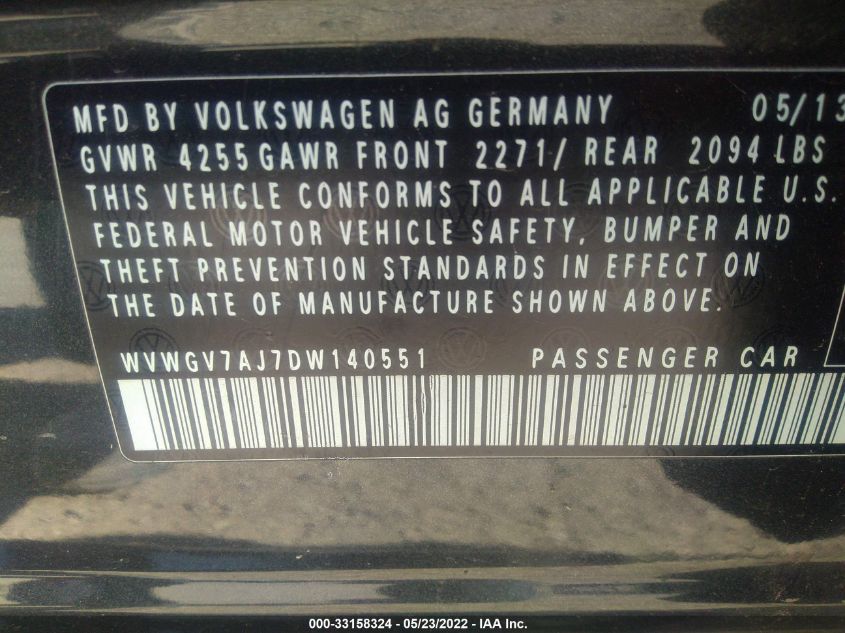 MFD BY VOLKSWAGEN AG GERMANY 05/13
GVWR 4255 GAWR FRONT 2271/ REAR 2094 LBS
THIS VEHICLE CONFORMS TO ALL APPLICABLE U.S.
FEDERAL MOTOR VEHICLE SAFETY, BUMPER AND
THEFT PREVENTION STANDARDS IN EFFECT ON
THE DATE OF MANUFACTURE SHOWN ABOVE.
WVWGV7AJ7DW140551 PASSENGER CAR
000-33158324 - 05/23/2022 - IAA Inc.